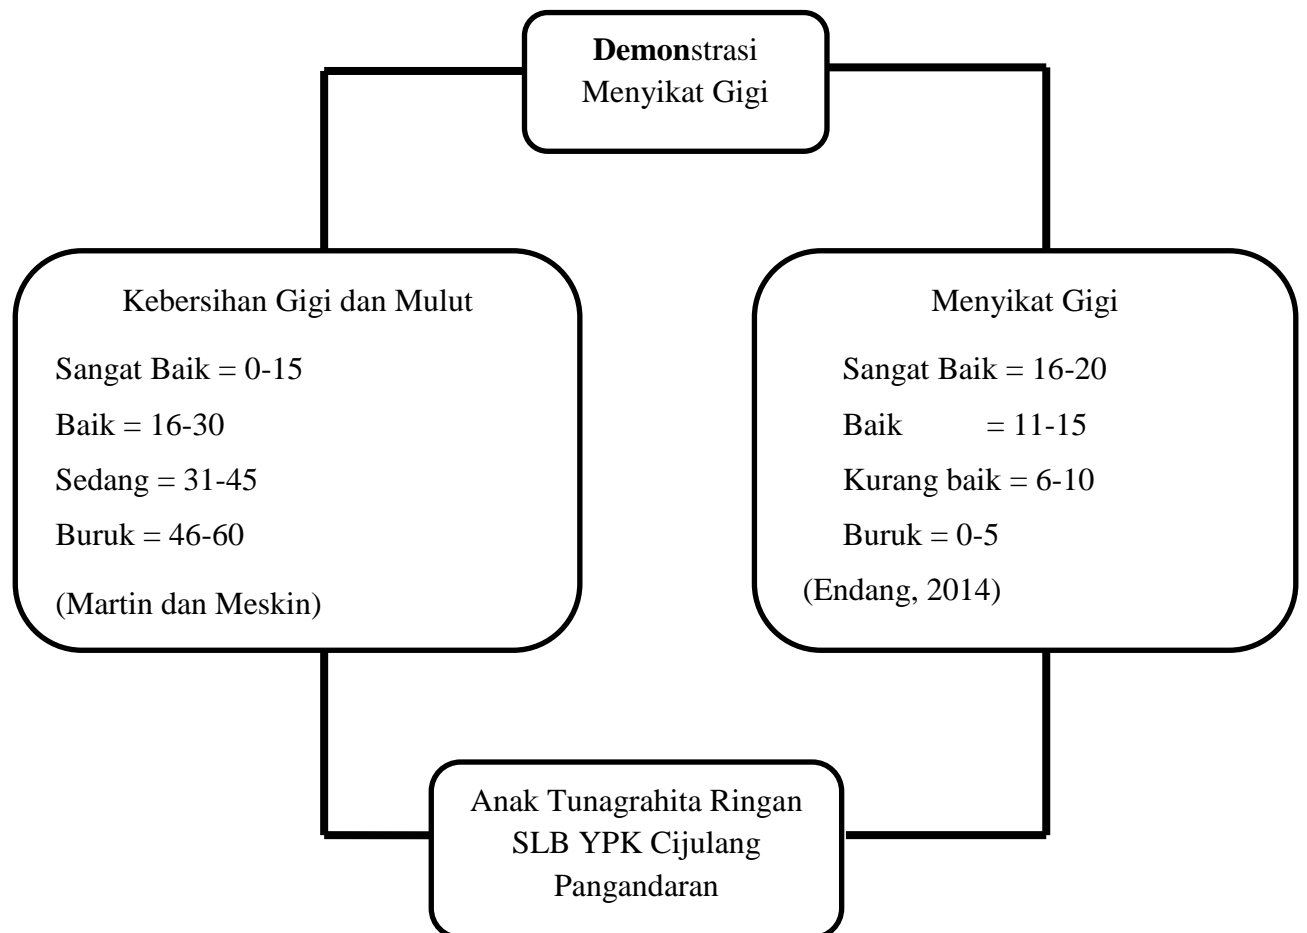 Demonstrasi
Menyikat Gigi
Kebersihan Gigi dan Mulut
Sangat Baik = 0-15
Baik = 16-30
Sedang = 31-45
Buruk = 46-60
(Martin dan Meskin)
Menyikat Gigi
Sangat Baik = 16-20
Baik = 11-15
Kurang baik = 6-10
Buruk = 0-5
(Endang, 2014)
Anak Tunagrahita Ringan
SLB YPK Cijulang
Pangandaran